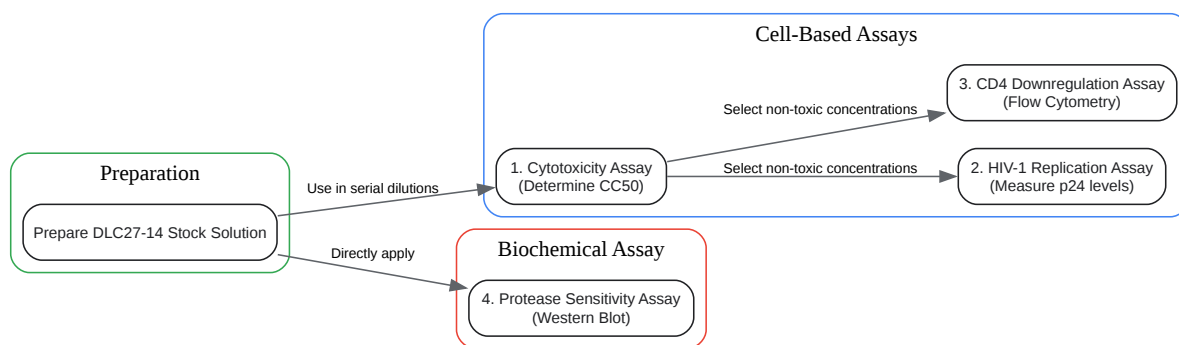 Cell-Based Assays
3. CD4 Downregulation Assay
(Flow Cytometry)
Select non-toxic concentrations
Preparation
1. Cytotoxicity Assay
(Determine CC50)
Select non-toxic concentrations
2. HIV-1 Replication Assay
(Measure p24 levels)
Use in serial dilutions
Prepare DLC27-14 Stock Solution
Directly apply
Biochemical Assay
4. Protease Sensitivity Assay
(Western Blot)